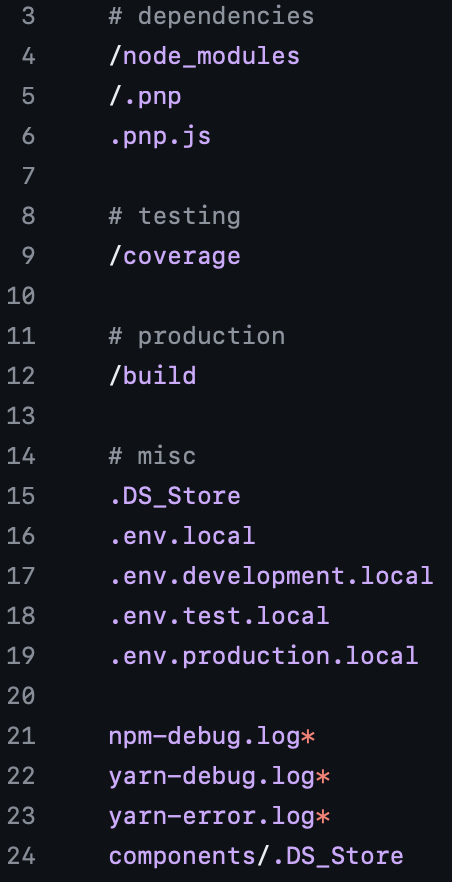 3 # dependencies
4 /node_modules
5 /.pnp
6 .pnp.js
7
8 # testing
9 /coverage
10
11 # production
12 /build
13
14 # misc
15 .DS_Store
16 .env.local
17 .env.development.local
18 .env.test.local
19 .env.production.local
20
21 npm-debug.log*
22 yarn-debug.log*
23 yarn-error.log*
24 components/.DS_Store